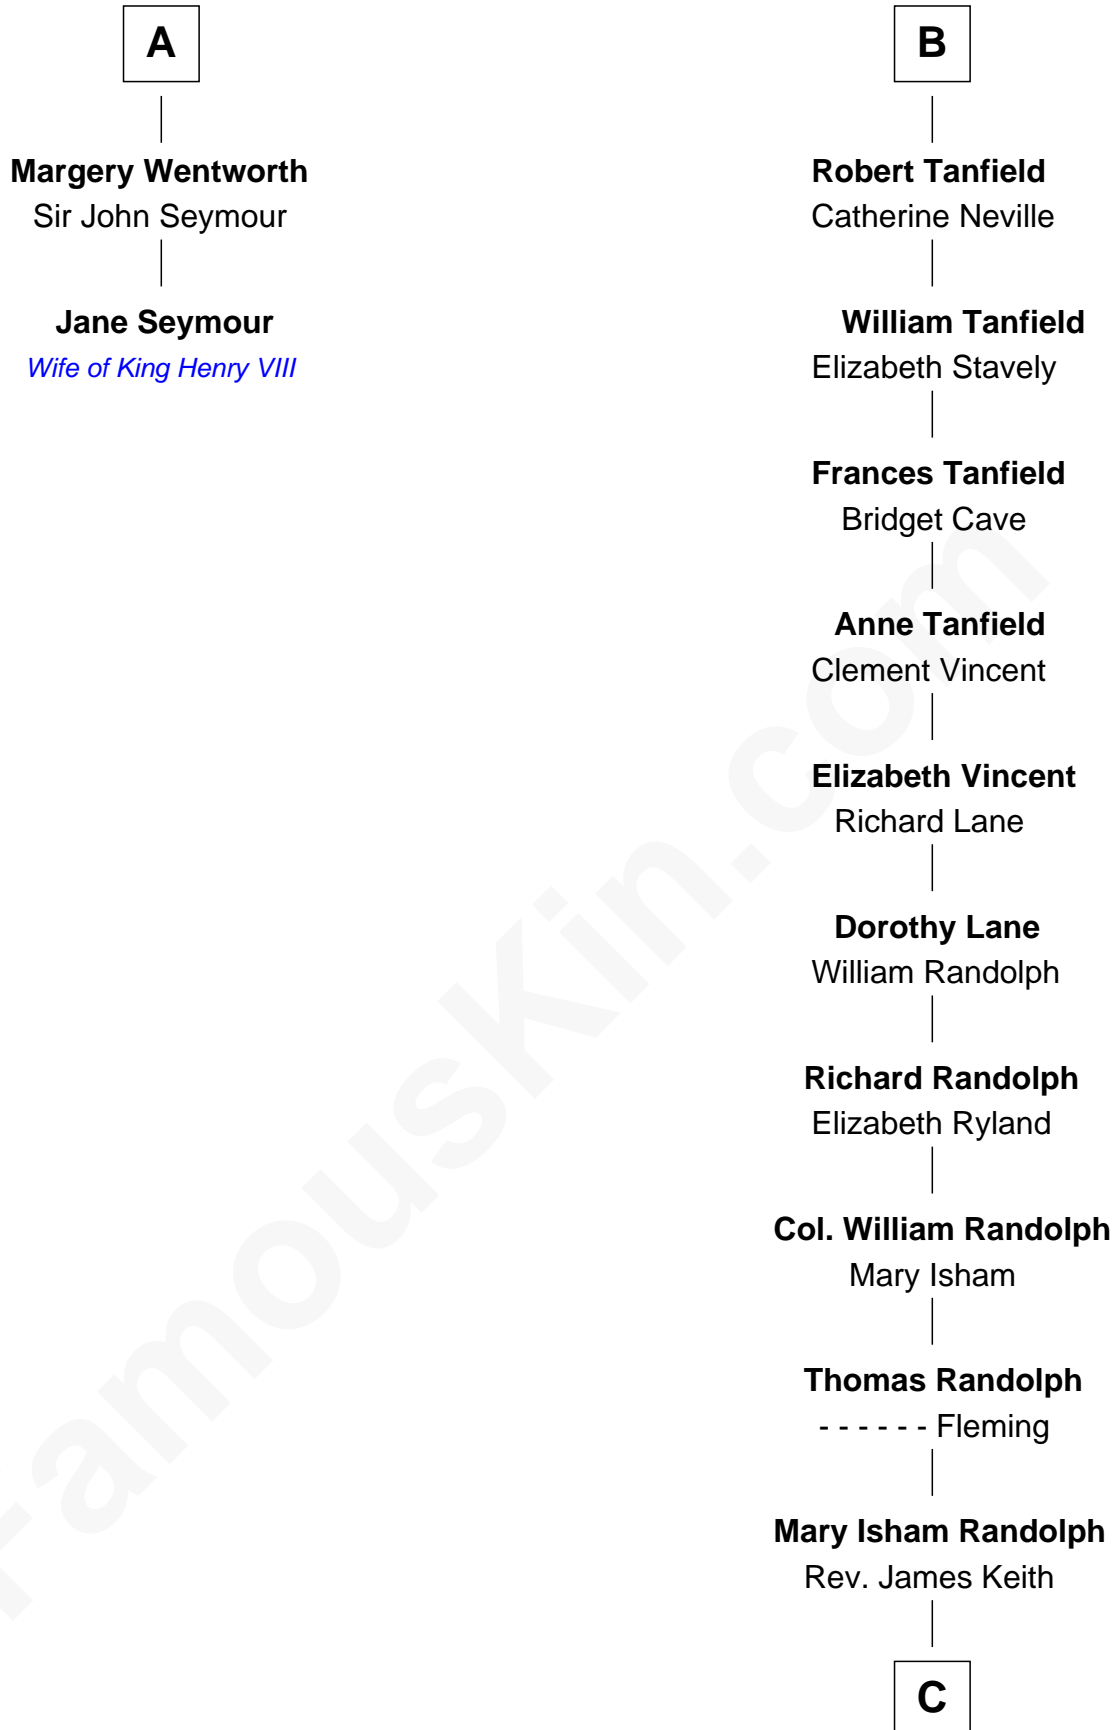 A
Margery Wentworth
Sir John Seymour
Jane Seymour
Wife of King Henry VIII
B
Robert Tanfield
Catherine Neville
William Tanfield
Elizabeth Stavely
Frances Tanfield
Bridget Cave
Anne Tanfield
Clement Vincent
Elizabeth Vincent
Richard Lane
Dorothy Lane
William Randolph
Richard Randolph
Elizabeth Ryland
Col. William Randolph
Mary Isham
Thomas Randolph
- - - - - - Fleming
Mary Isham Randolph
Rev. James Keith
C
FamousKin.com